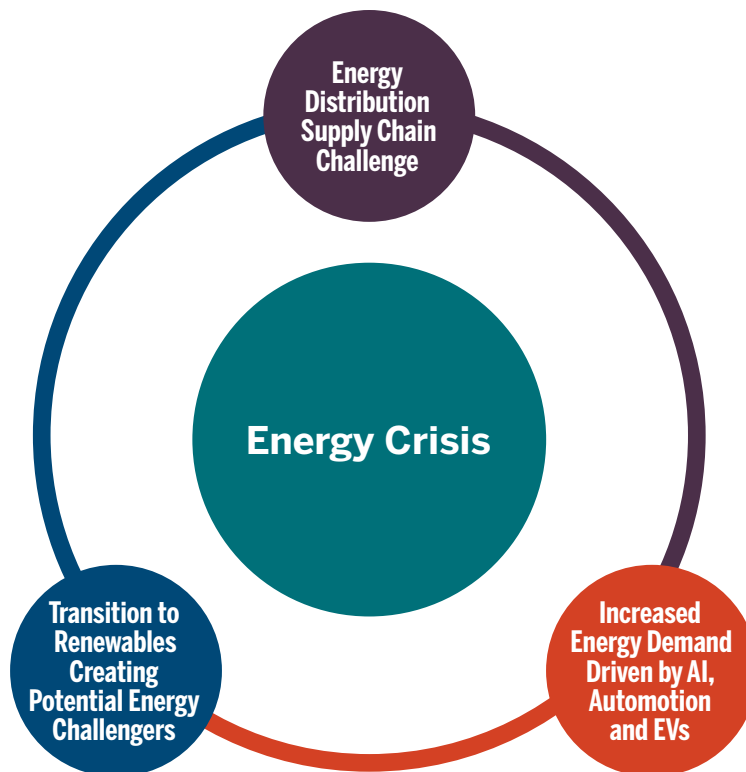 Energy
Distribution
Supply Chain
Challenge
Energy Crisis
Transition to
Renewables
Creating
Potential Energy
Challengers
Increased
Energy Demand
Driven by AI,
Automotion
and EVs